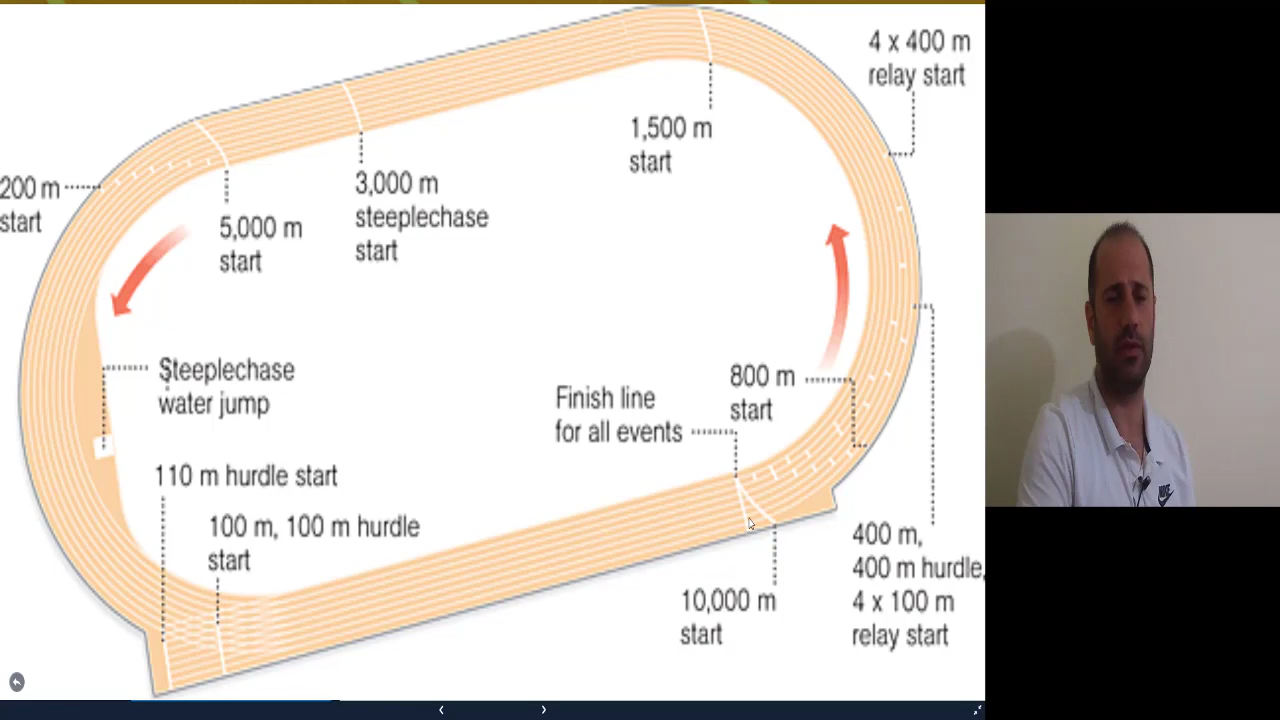 4 x 400 m
relay start
1,500 m
start
3,000 m
steeplechase
start
200 m
start
5,000 m
start
Steeplechase
water jump
800 m
start
Finish line
for all events
110 m hurdle start
100 m, 100 m hurdle
start
10,000 m
start
400 m,
400 m hurdle,
4 x 100 m
relay start